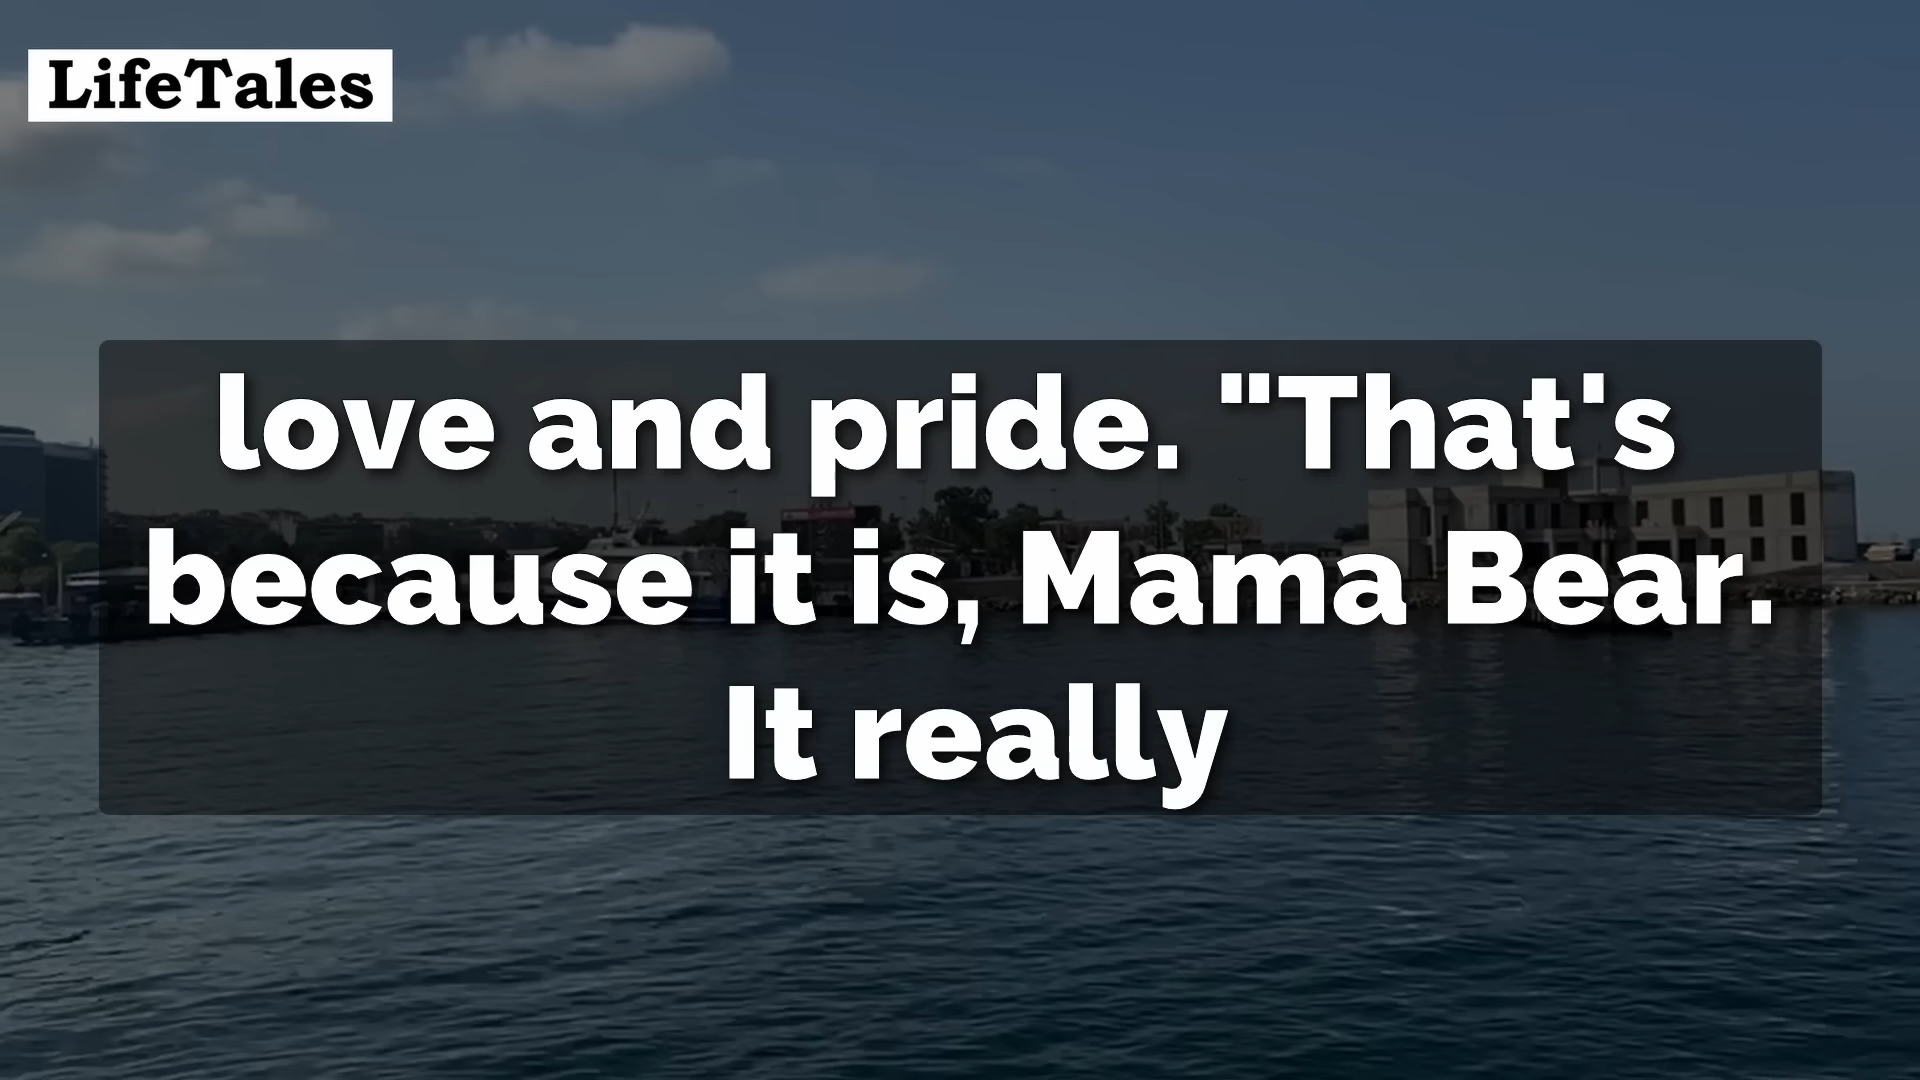 LifeTales
love and pride. "That's
because it is, Mama Bear.
It really